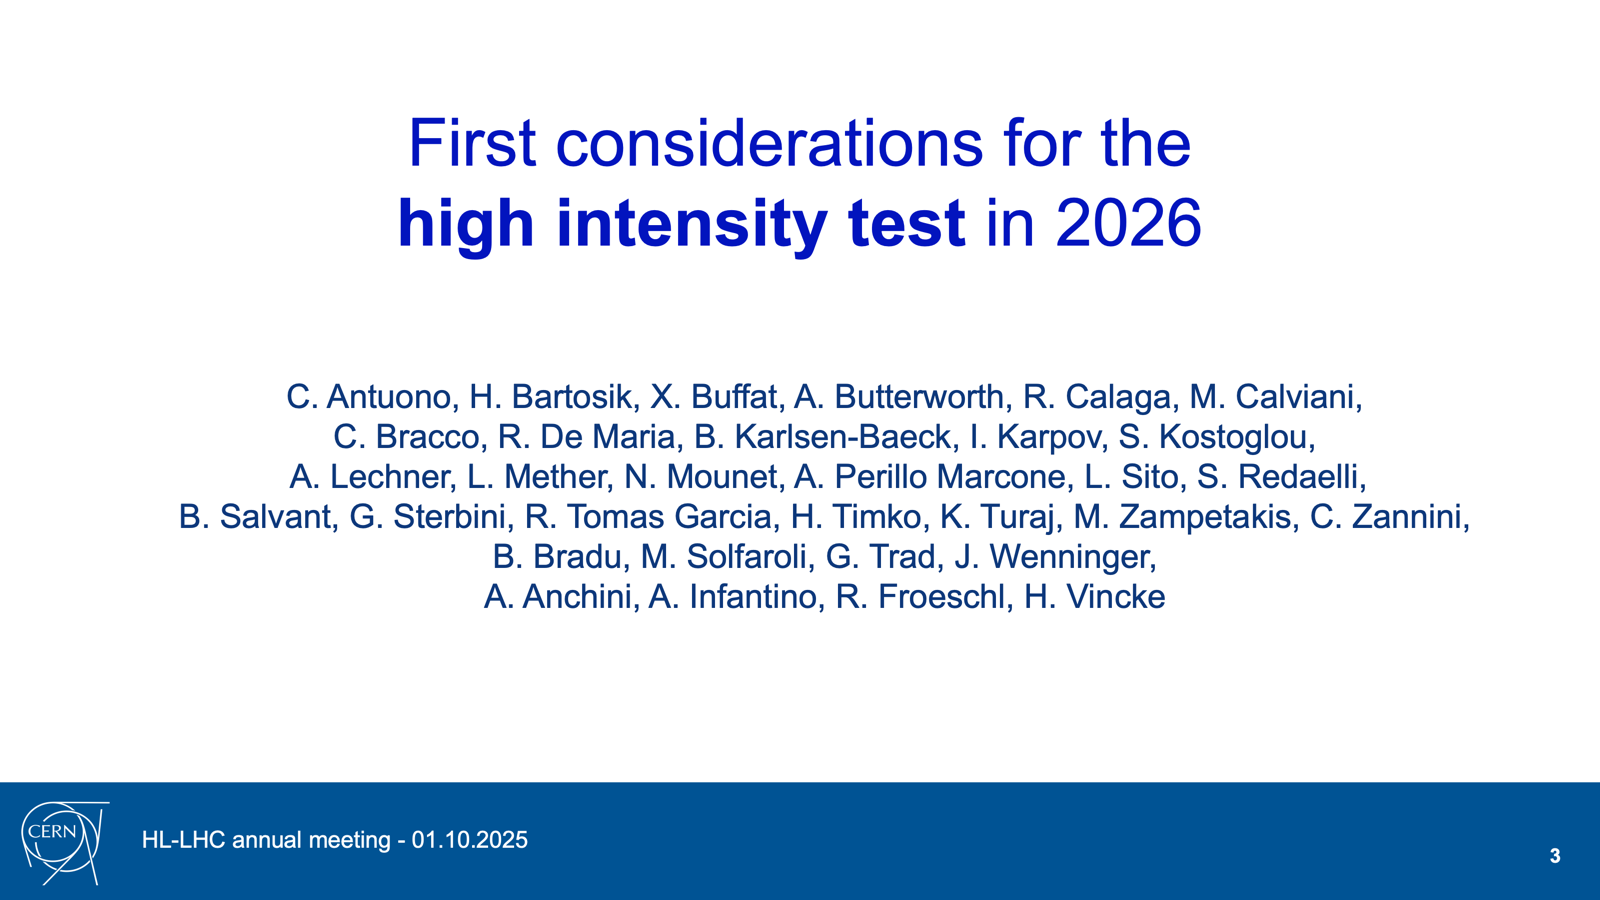 First considerations for the
high intensity test in 2026
C. Antuono, H. Bartosik, X. Buffat, A. Butterworth, R. Calaga, M. Calviani,
C. Bracco, R. De Maria, B. Karlsen-Baeck, I. Karpov, S. Kostoglou,
A. Lechner, L. Mether, N. Mounet, A. Perillo Marcone, L. Sito, S. Redaelli,
B. Salvant, G. Sterbini, R. Tomas Garcia, H. Timko, K. Turaj, M. Zampetakis, C. Zannini,
B. Bradu, M. Solfaroli, G. Trad, J. Wenninger,
A. Anchini, A. Infantino, R. Froeschl, H. Vincke
CERN
HL-LHC annual meeting - 01.10.2025
3